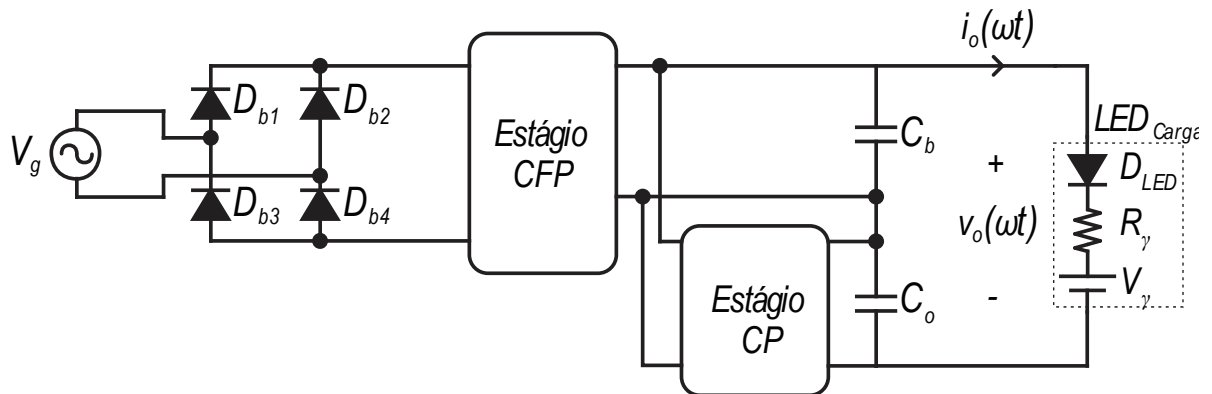 i_o(ωt)
V_g
D_b1
D_b2
D_b3
D_b4
Estágio
CFP
C_b
+
v_o(ωt)
-
LED_Carga
D_LED
R_γ
V_γ
Estágio
CP
C_o